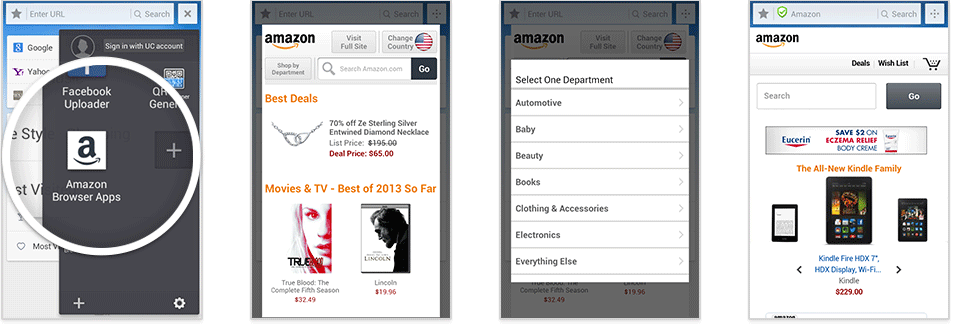 Enter URL
Search
Sign in with UC account
Google
Yahoo
Facebook
Uploader
QR
Amazon
Browser Apps
Most Vi
Enter URL
Search
amazon
Visit
Full Site
Change
Country
Shop by
Department
Search Amazon.com
Go
Best Deals
70% off Ze Sterling Silver
Entwined Diamond Necklace
List Price: $195.00
Deal Price: $65.00
Movies & TV - Best of 2013 So Far
LINCOLN
True Blood: The
Complete Fifth Season
$32.49
Lincoln
$19.96
Enter URL
Search
amazon
Visit
Full Site
Change
Country
Select One Department
Automotive
Baby
Beauty
Books
Clothing & Accessories
Electronics
Everything Else
Complete Fifth Season
$32.49
$19.96
Amazon
Search
amazon
Deals
Wish List
Search
Go
Eucerin
SAVE $2 ON
ECZEMA RELIEF
BODY CREME
The All-New Kindle Family
Kindle Fire HDX 7",
HDX Display, Wi-Fi...
Kindle
$229.00